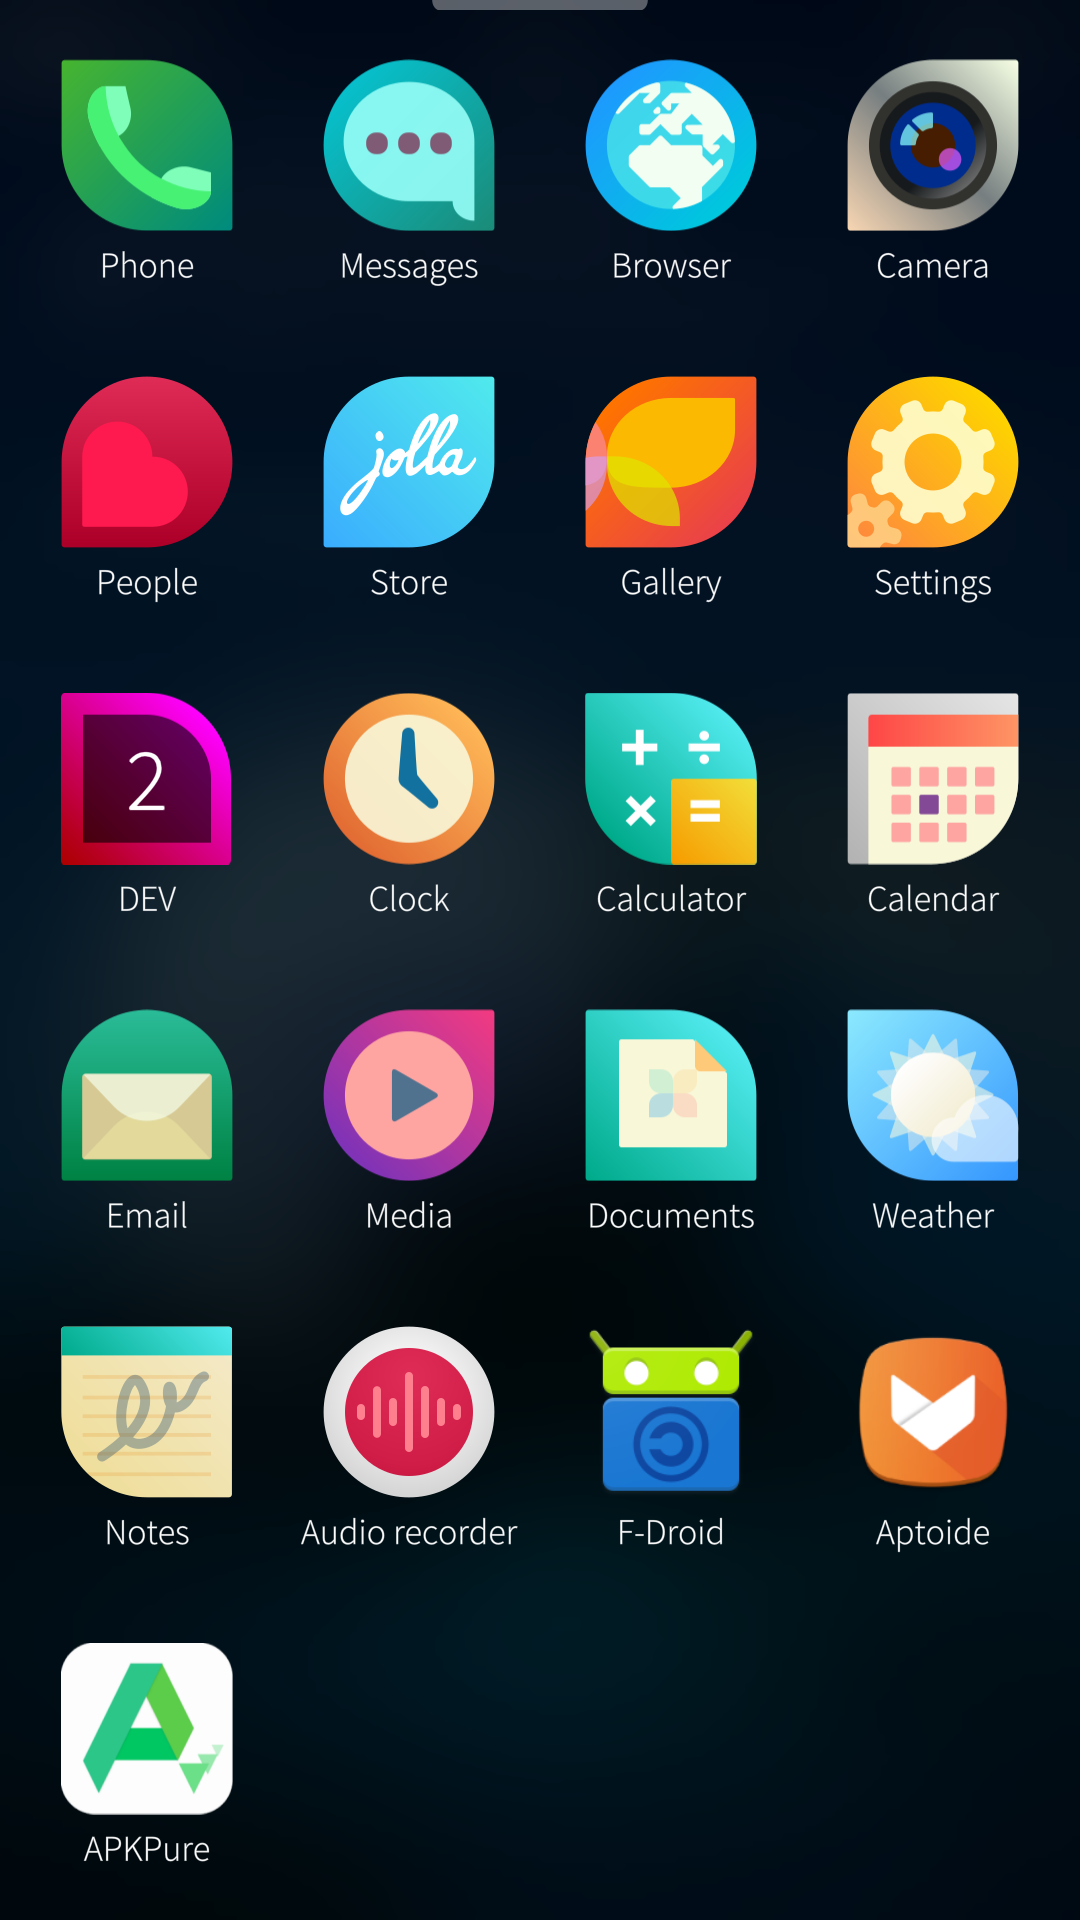 Phone Messages Browser Camera
jolla
People Store Gallery Settings
2
DEV Clock Calculator Calendar
Email Media Documents Weather
Notes Audio recorder F-Droid Aptoide
APKPure